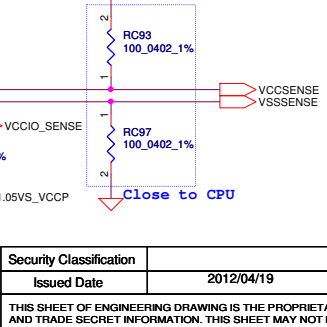 2
RC93
100_0402_1%
1
VCCSENSE
VSSSENSE
1
VCCIO_SENSE
RC97
100_0402_1%
%
2
1.05VS_VCCP
Close to CPU
Security Classification
Issued Date
2012/04/19
THIS SHEET OF ENGINEERING DRAWING IS THE
AND TRADE SECRET INFORMATION. THIS SHEET MAY NOT